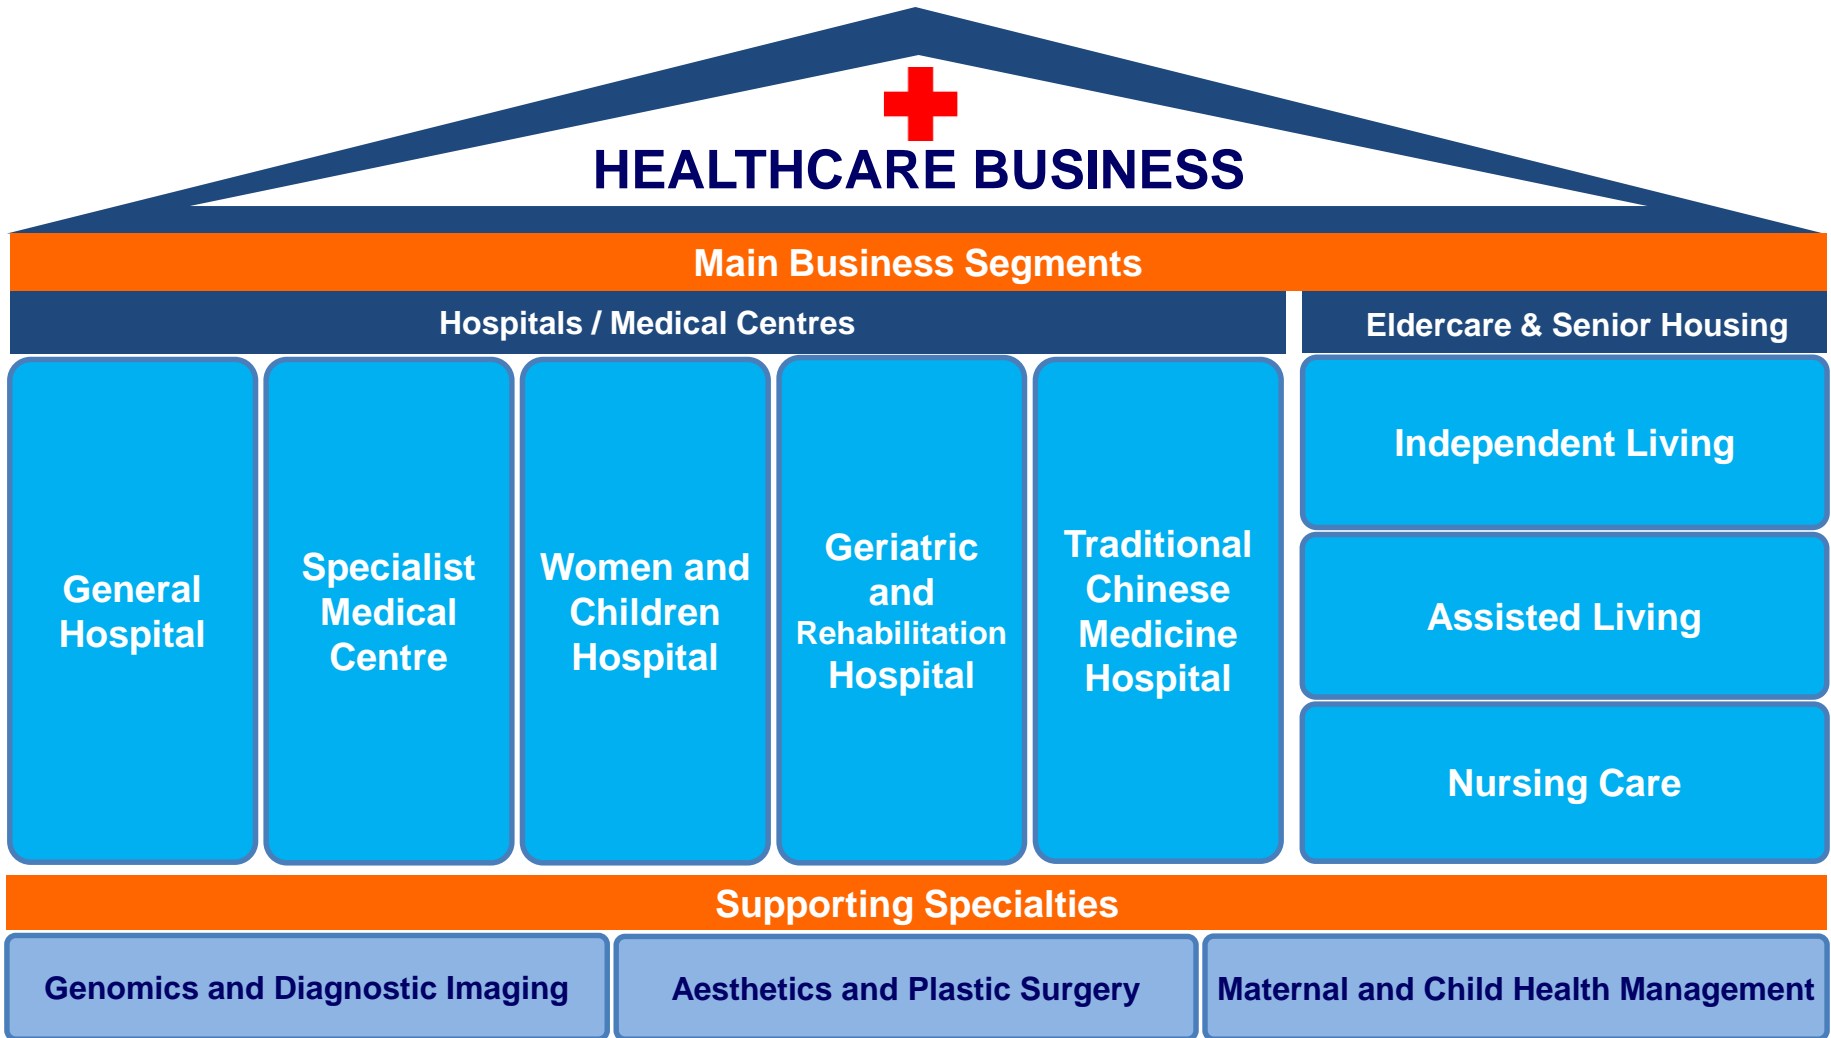 HEALTHCARE BUSINESS
Main Business Segments
Hospitals / Medical Centres
Eldercare & Senior Housing
General
Hospital
Specialist
Medical
Centre
Women and
Children
Hospital
Geriatric
and
Rehabilitation
Hospital
Traditional
Chinese
Medicine
Hospital
Independent Living
Assisted Living
Nursing Care
Supporting Specialties
Genomics and Diagnostic Imaging
Aesthetics and Plastic Surgery
Maternal and Child Health Management